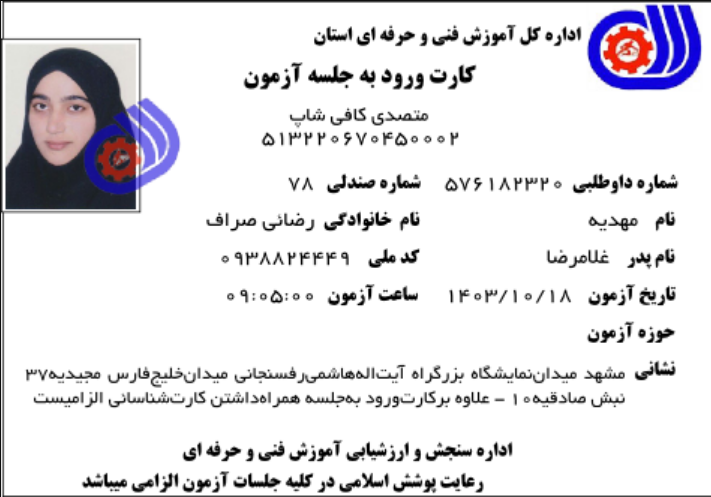 اداره کل آموزش فنی و حرفه ای استان
کارت ورود به جلسه آزمون
متصدی کافی شاپ
۵۱۳۲۲۰۶۷۰۴۵۰۰۰۲
شماره داوطلبی ۵۷۶۱۸۲۳۲۰ شماره صندلی ۷۸
نام مهدیه نام خانوادگی رضائی صراف
نام پدر غلامرضا کد ملی ۰۹۳۸۸۲۴۴۴۹
تاریخ آزمون ۱۴۰۳/۱۰/۱۸ ساعت آزمون ۰۹:۰۵:۰۰
حوزه آزمون
نشانی مشهد میدان‌نمایشگاه بزرگراه آیت‌اله‌هاشمی‌رفسنجانی میدان‌خلیج‌فارس مجیدیه۳۷
نبش صادقیه۱۰ - علاوه برکارت‌ورود به‌جلسه همراه‌داشتن کارت‌شناسانی الزامیست
اداره سنجش و ارزشیابی آموزش فنی و حرفه ای
رعایت پوشش اسلامی در کلیه جلسات آزمون الزامی میباشد